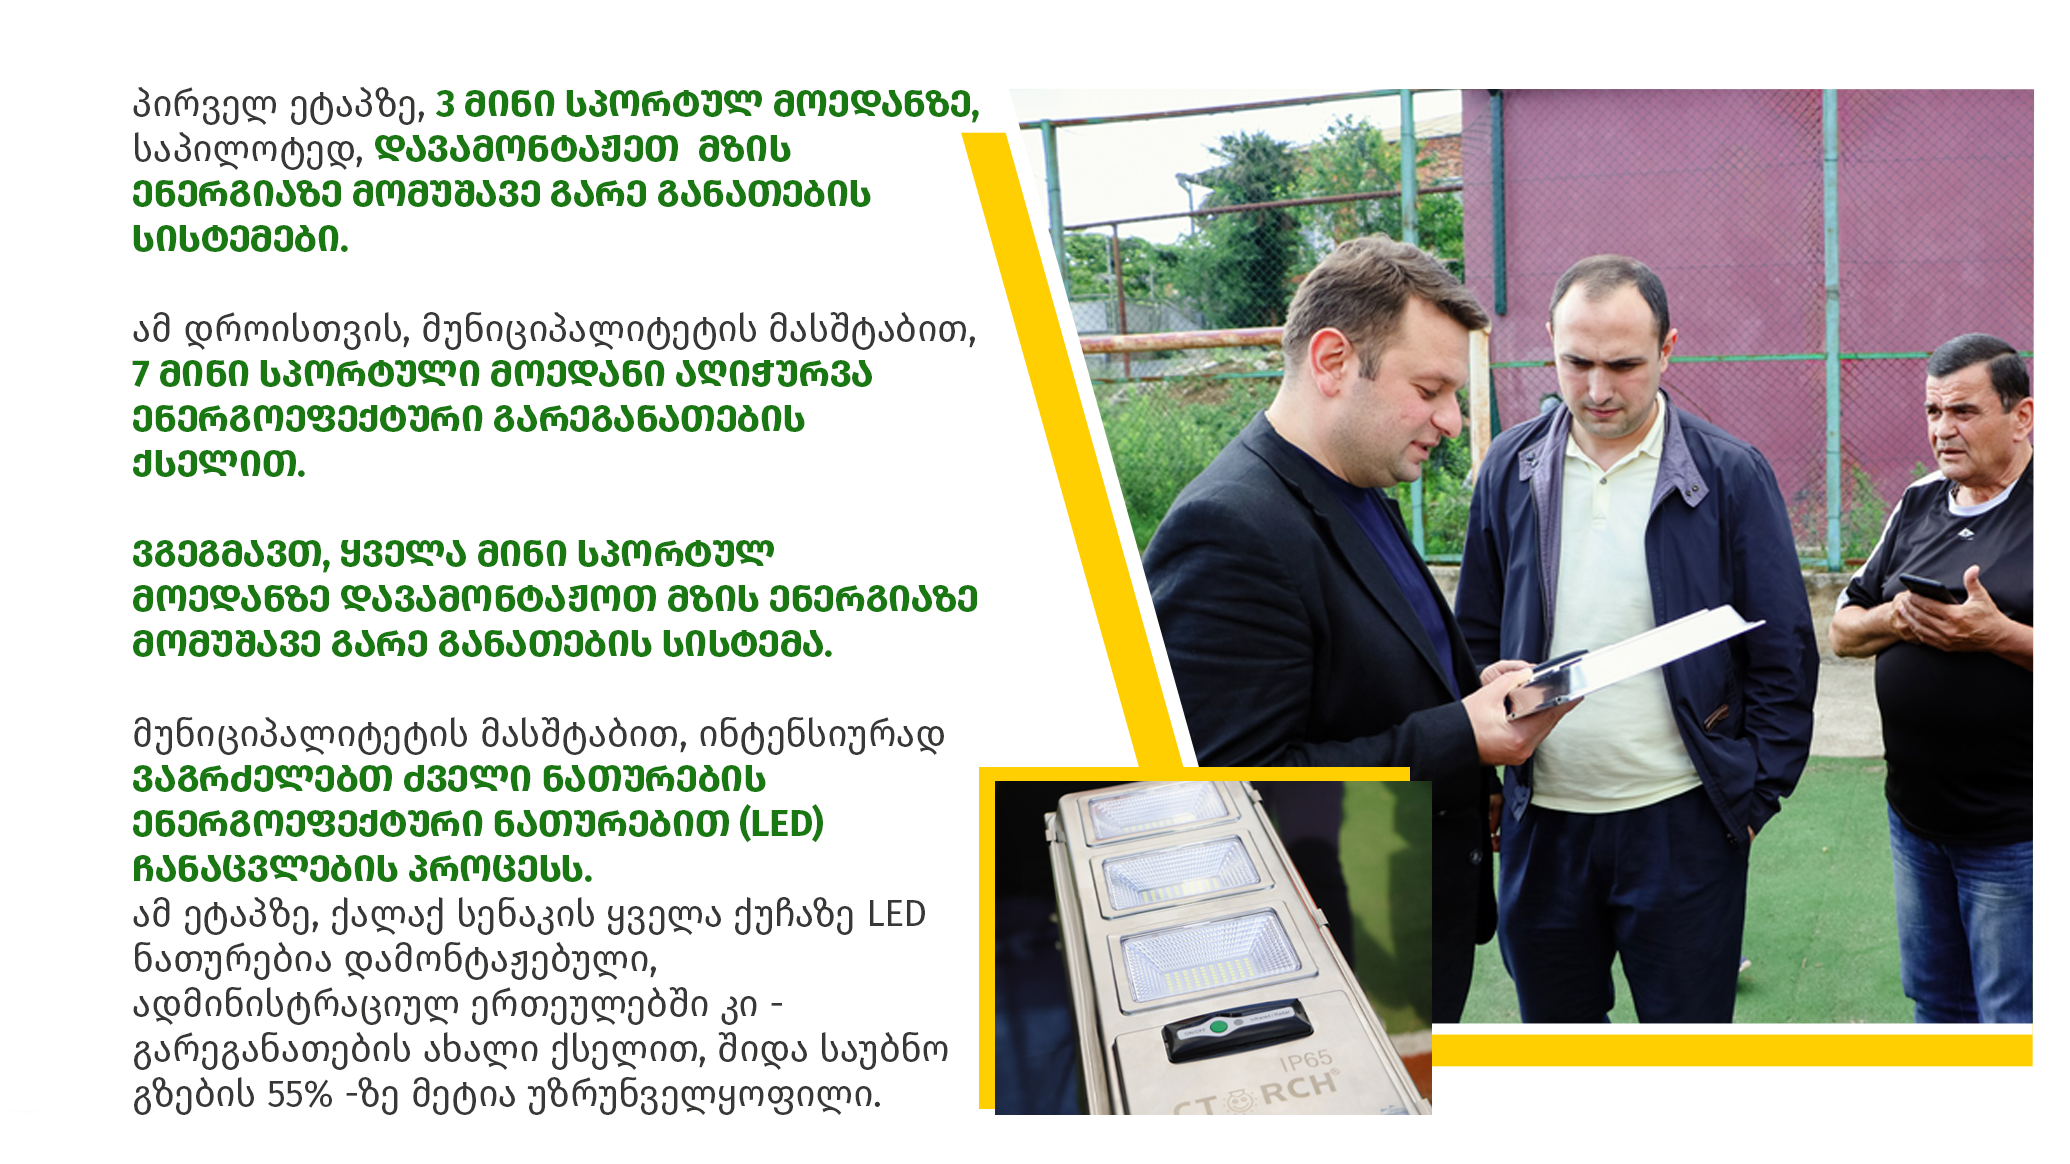 პირველ ეტაპზე, 3 მინი სპორტულ მოედანზე,
საპილოტედ, დავამონტაჟეთ მზის
ენერგიაზე მომუშავე გარე განათების
სისტემები.
ამ დროისთვის, მუნიციპალიტეტის მასშტაბით,
7 მინი სპორტული მოედანი აღიჭურვა
ენერგოეფექტური გარეგანათების
ქსელით.
ვგეგმავთ, ყველა მინი სპორტულ
მოედანზე დავამონტაჟოთ მზის ენერგიაზე
მომუშავე გარე განათების სისტემა.
მუნიციპალიტეტის მასშტაბით, ინტენსიურად
ვაგრძელებთ ძველი ნათურების
ენერგოეფექტური ნათურებით (LED)
ჩანაცვლების პროცესს.
ამ ეტაპზე, ქალაქ სენაკის ყველა ქუჩაზე LED
ნათურებია დამონტაჟებული,
ადმინისტრაციულ ერთეულებში კი -
გარეგანათების ახალი ქსელით, შიდა საუბნო
გზების 55% -ზე მეტია უზრუნველყოფილი.
IP65
CT RCH®